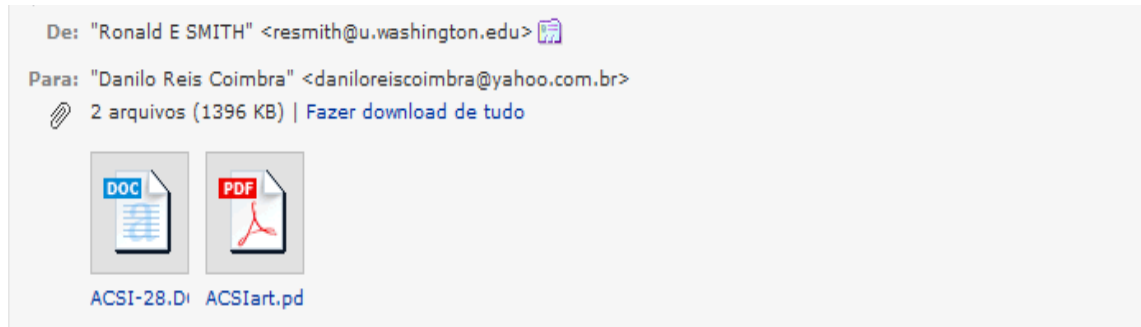 De: "Ronald E SMITH" <resmith@u.washington.edu>
Para: "Danilo Reis Coimbra" <daniloreiscoimbra@yahoo.com.br>
2 arquivos (1396 KB) | Fazer download de tudo
DOC PDF
ACSI-28.D ACSIart.pd